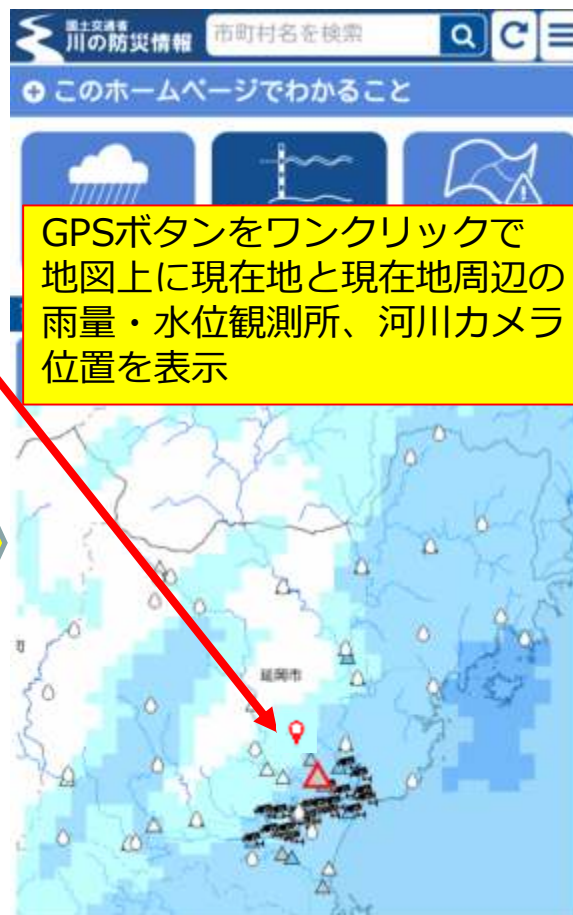 国土交通省
川の防災情報
市町村名を検索
このホームページでわかること
GPSボタンをワンクリックで
地図上に現在地と現在地周辺の
雨量・水位観測所、河川カメラ
位置を表示
町
延岡市